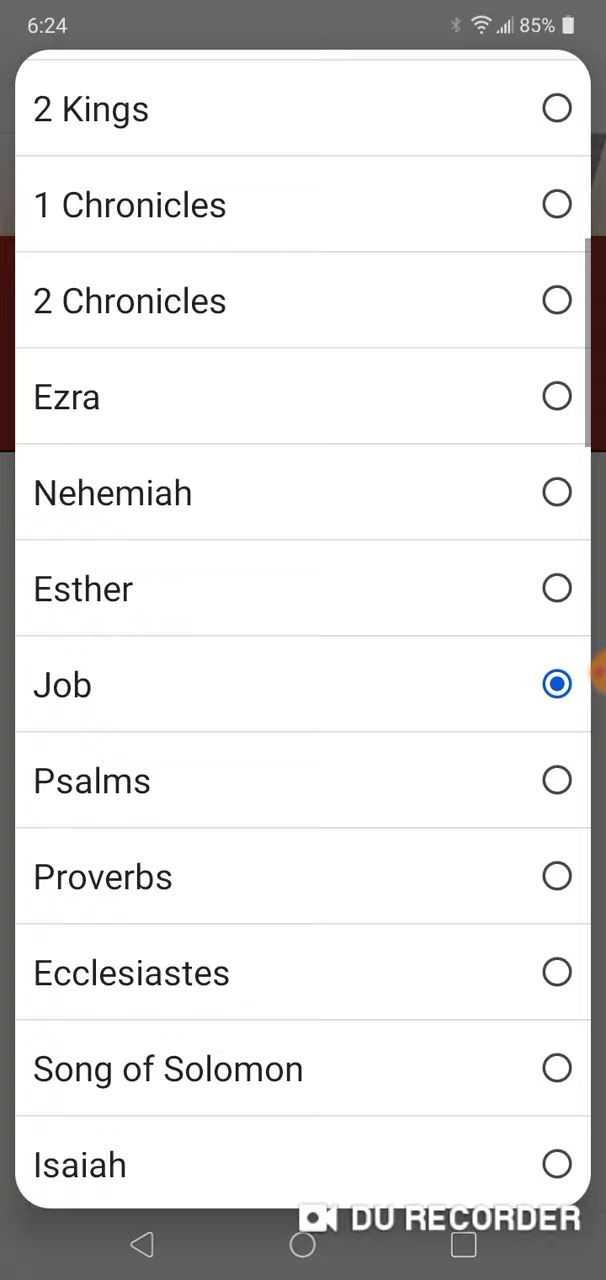 6:24
85%
2 Kings
1 Chronicles
2 Chronicles
Ezra
Nehemiah
Esther
Job
Psalms
Proverbs
Ecclesiastes
Song of Solomon
Isaiah
DU RECORDER